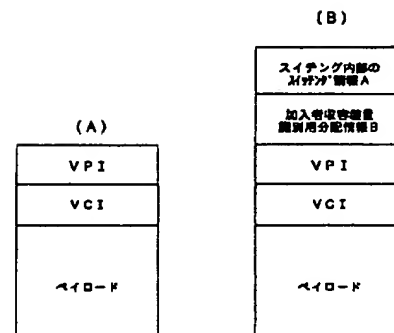 (B)
スイチング内部の
スイッチング情報A
加入者収容装置
識別用分配情報B
(A)
VPI
VCI
ペイロード
VPI
VCI
ペイロード